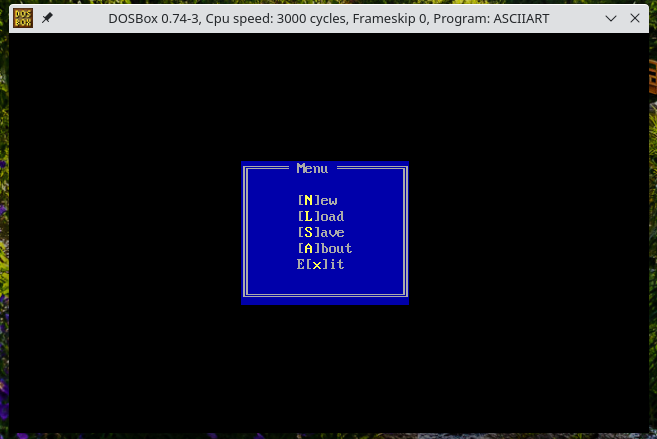 DOS
BOX
DOSBox 0.74-3, Cpu speed: 3000 cycles, Frameskip 0, Program: ASCIIART
Menu
[N]ew
[L]oad
[S]ave
[A]bout
E[x]it